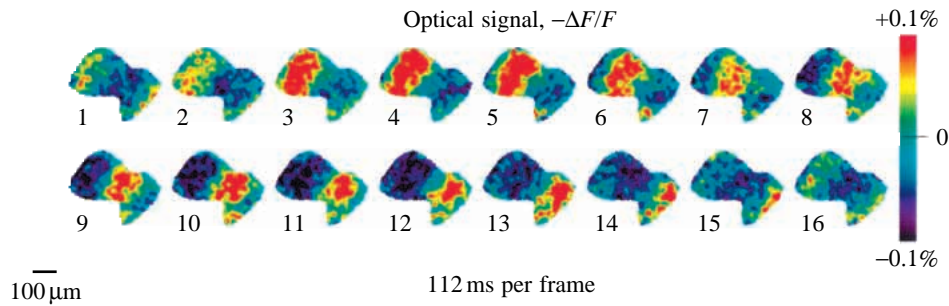 Optical signal, −ΔF/F
+0.1%
1 2 3 4 5 6 7 8
0
9 10 11 12 13 14 15 16
−0.1%
100 μm
112 ms per frame